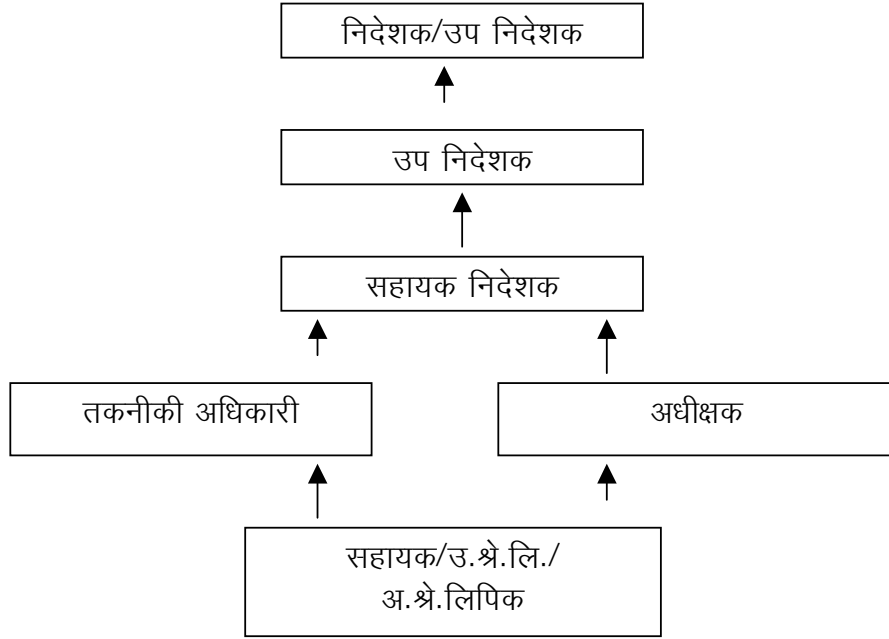 निदेशक/उप निदेशक
उप निदेशक
सहायक निदेशक
तकनीकी अधिकारी
अधीक्षक
सहायक/उ.श्रे.लि./
अ.श्रे.लिपिक